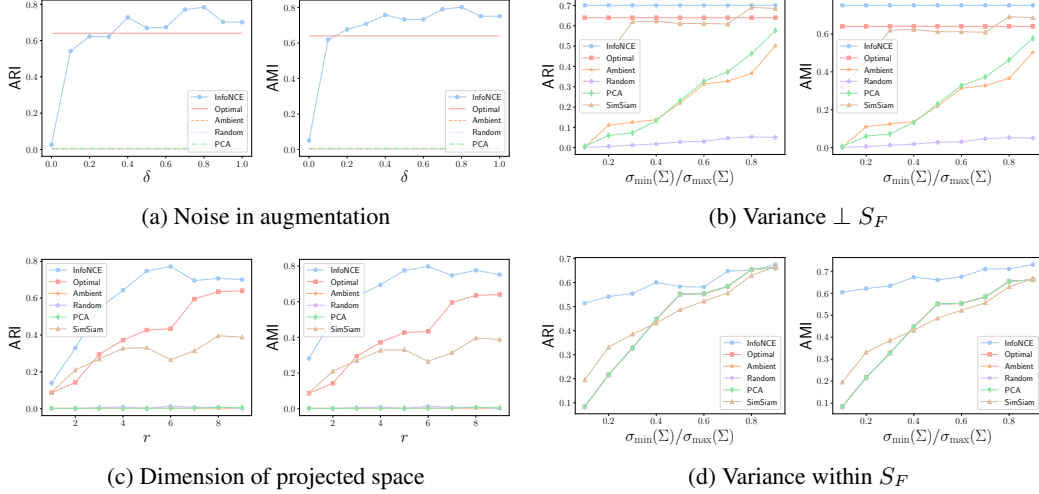 ARI
0.8
0.6
0.4
0.2
0.0
InfoNCE
Optimal
Ambient
Random
PCA
0.0 0.2 0.4 0.6 0.8 1.0
δ
AMI
0.8
0.6
0.4
0.2
0.0
InfoNCE
Optimal
Ambient
Random
PCA
0.0 0.2 0.4 0.6 0.8 1.0
δ
(a) Noise in augmentation
ARI
0.7
0.6
0.5
0.4
0.3
0.2
0.1
0.0
InfoNCE
Optimal
Ambient
Random
PCA
SimSiam
0.2 0.4 0.6 0.8
σmin(Σ)/σmax(Σ)
AMI
0.7
0.6
0.2
0.1
0.0
InfoNCE
Optimal
Ambient
Random
PCA
SimSiam
0.2 0.4 0.6 0.8
σmin(Σ)/σmax(Σ)
(b) Variance ⊥ SF
ARI
0.8
0.6
0.4
0.2
0.0
InfoNCE
Optimal
Ambient
Random
PCA
SimSiam
2 4 6 8
r
AMI
0.8
0.6
0.4
0.2
0.0
InfoNCE
Optimal
Ambient
Random
PCA
SimSiam
2 4 6 8
r
(c) Dimension of projected space
ARI
0.7
0.6
0.5
0.4
0.3
0.2
0.1
InfoNCE
Optimal
Ambient
Random
PCA
SimSiam
0.2 0.4 0.6 0.8
σmin(Σ)/σmax(Σ)
AMI
0.7
0.6
0.5
0.4
0.3
0.2
0.1
InfoNCE
Optimal
Ambient
Random
PCA
SimSiam
0.2 0.4 0.6 0.8
σmin(Σ)/σmax(Σ)
(d) Variance within SF